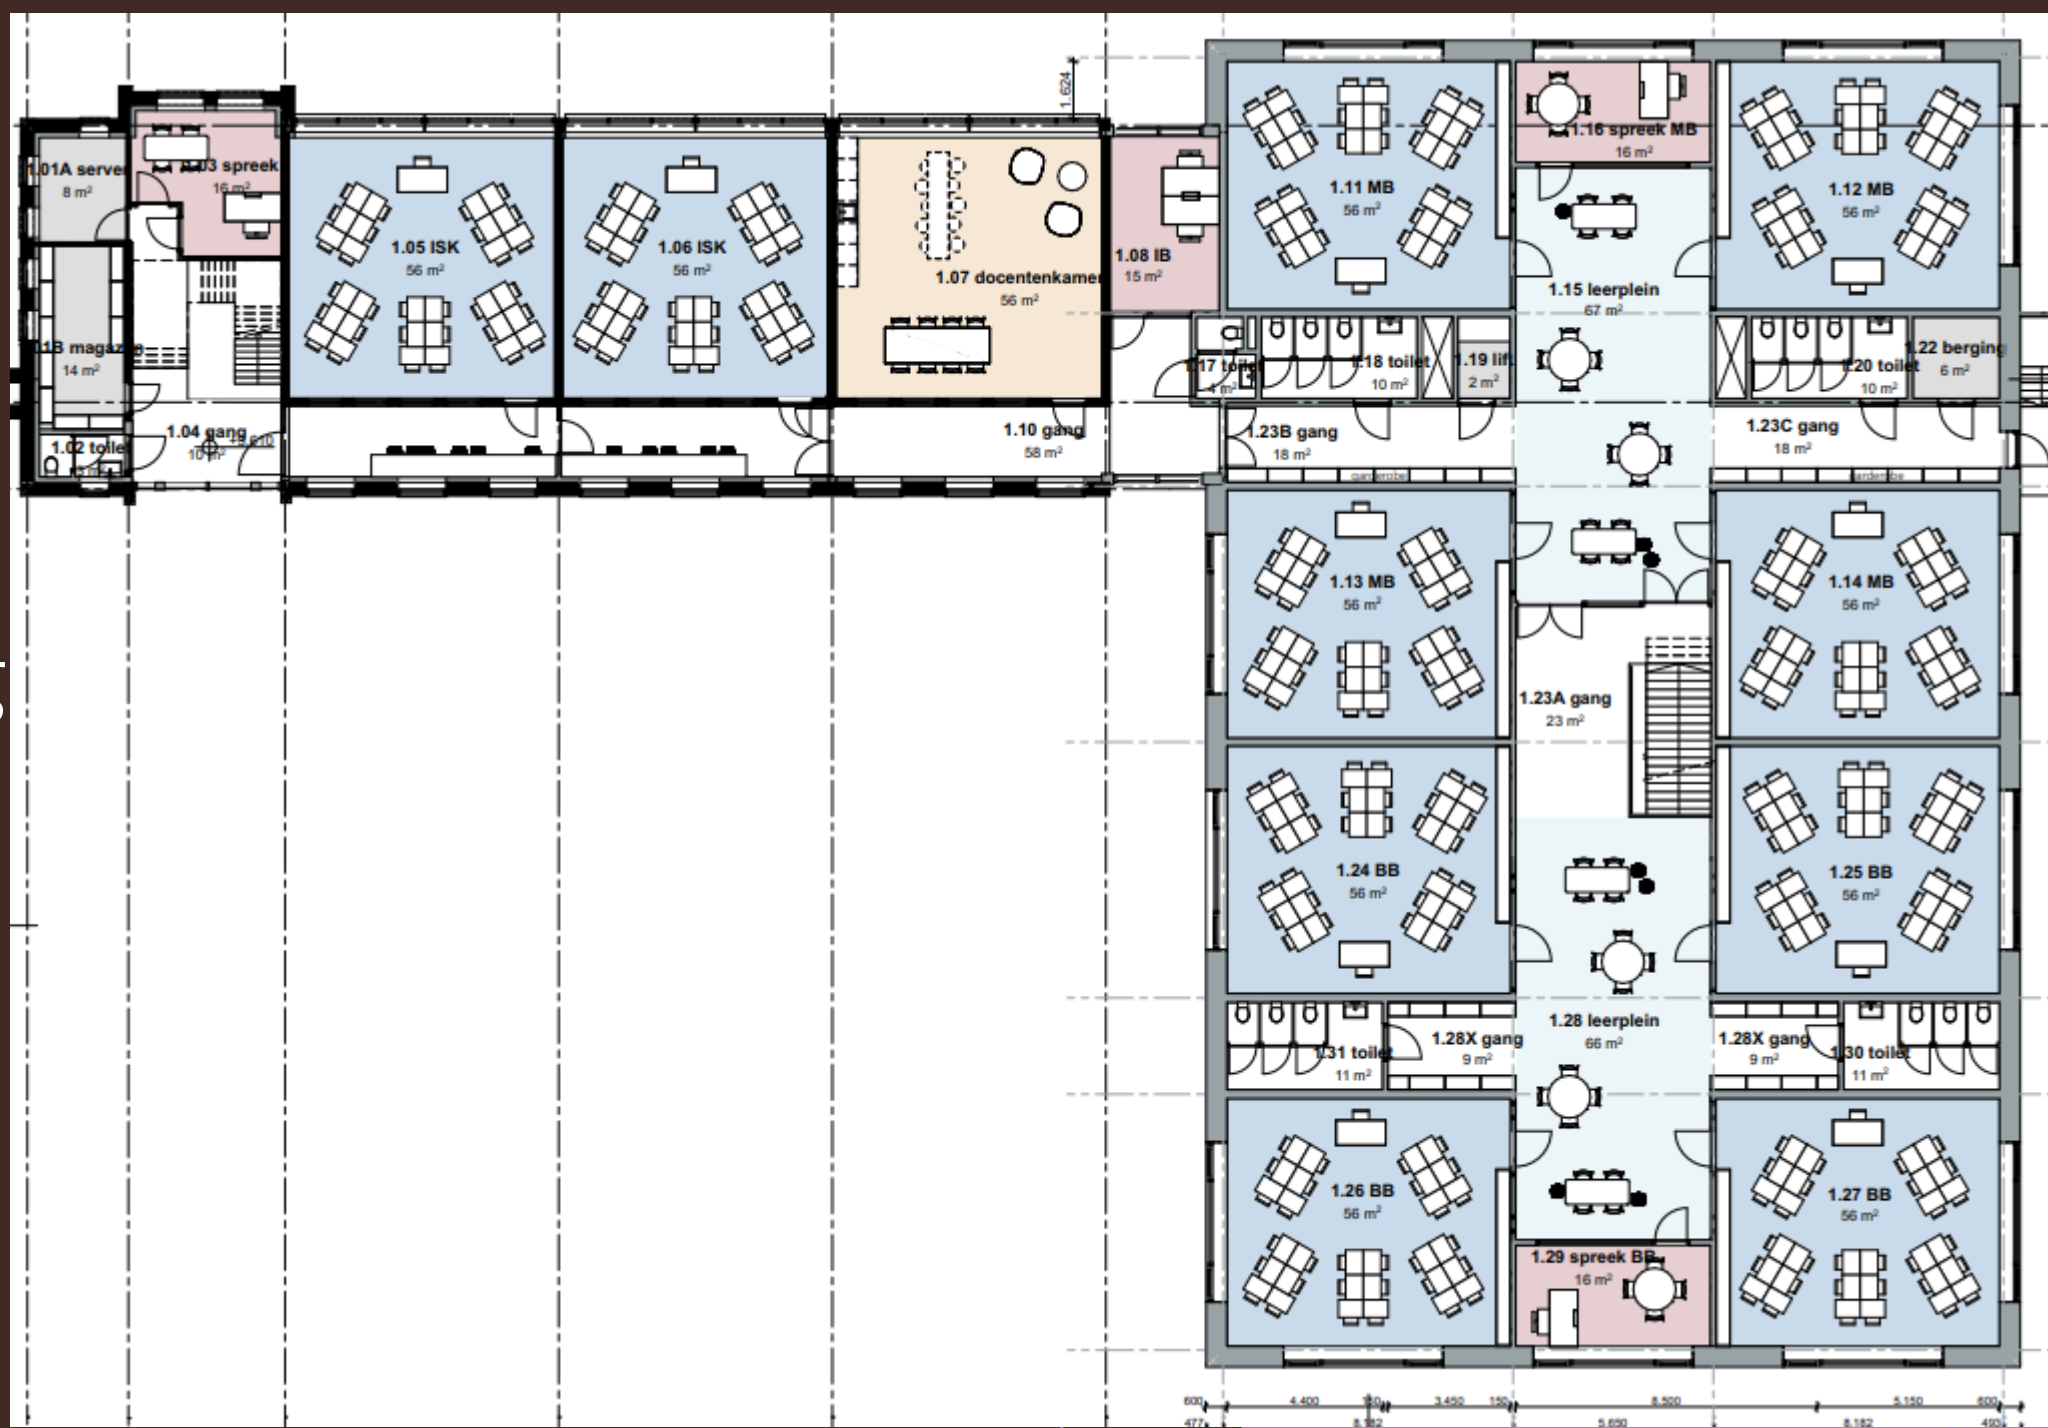 1.624
1.01A server
8 m²
1.03 spreek
16 m²
1.05 ISK
56 m²
1.06 ISK
56 m²
1.07 docentenkamer
56 m²
1.08 IB
15 m²
1.11 MB
56 m²
1.16 spreek MB
16 m²
1.12 MB
56 m²
1.15 leerplein
67 m²
magazijn
14 m²
1.02 toilet
1.04 gang
10 m²
1.10 gang
58 m²
1.17 toilet
4 m²
1.18 toilet
10 m²
1.19 lift
2 m²
1.20 toilet
10 m²
1.22 berging
6 m²
1.23B gang
18 m²
garderobe
1.23C gang
18 m²
garderobe
1.13 MB
56 m²
1.14 MB
56 m²
1.23A gang
23 m²
1.24 BB
56 m²
1.25 BB
56 m²
1.28 leerplein
66 m²
1.31 toilet
11 m²
1.28X gang
9 m²
1.28X gang
9 m²
1.30 toilet
11 m²
1.26 BB
56 m²
1.27 BB
56 m²
1.29 spreek BB
16 m²
600 4.400 150 3.450 150 8.500 5.150 600
477 8.182 5.650 8.182 493